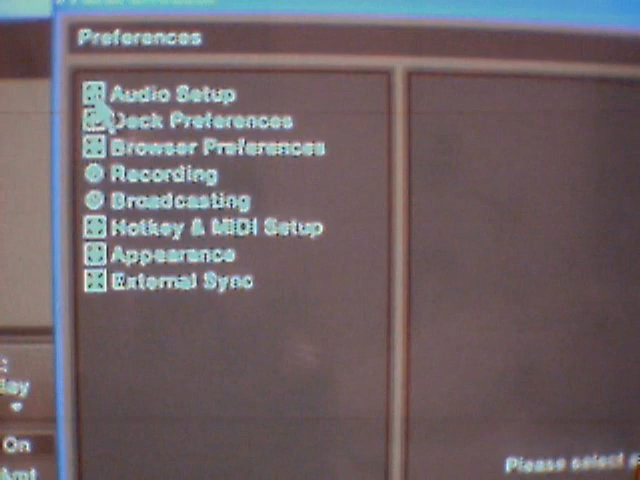 Preferences
Audio Setup
Deck Preferences
Browser Preferences
Recording
Broadcasting
Hotkey & MIDI Setup
Appearance
External Sync
On
Please select